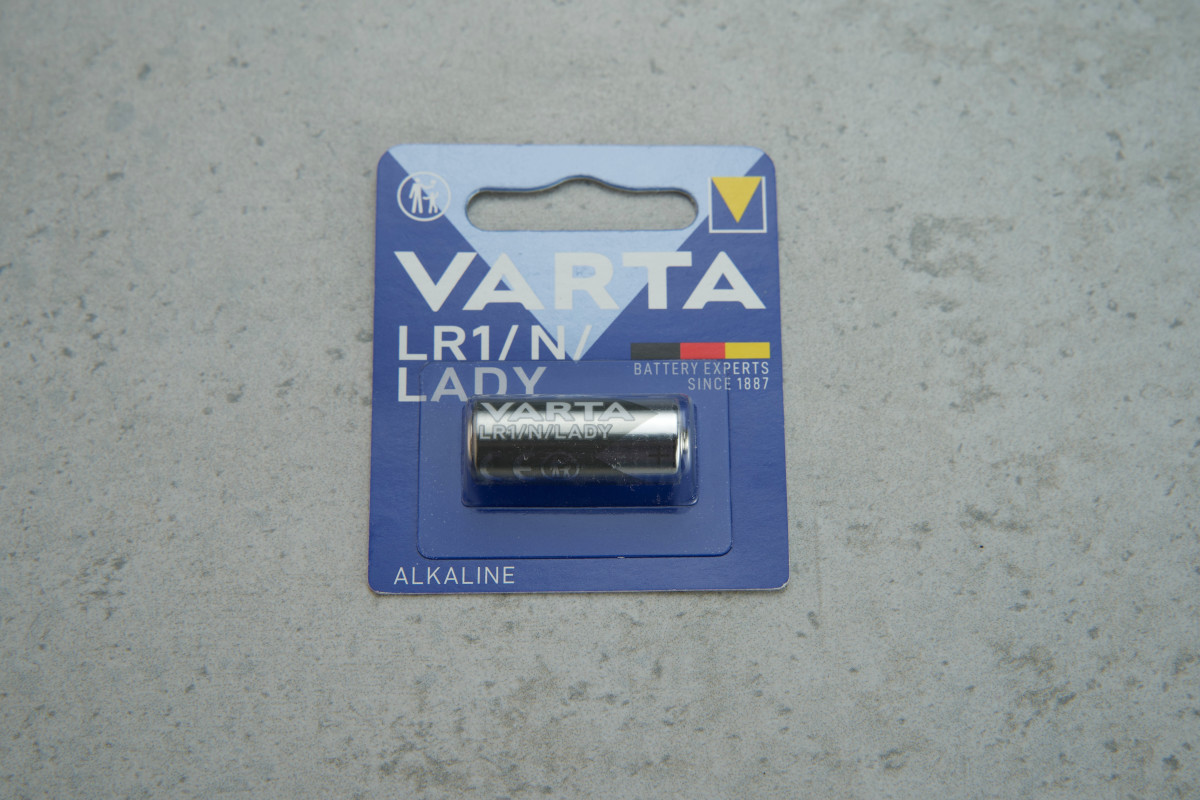 VARTA
LR1/N/
LADY
BATTERY EXPERTS
SINCE 1887
VARTA
LR1/N/LADY
ALKALINE